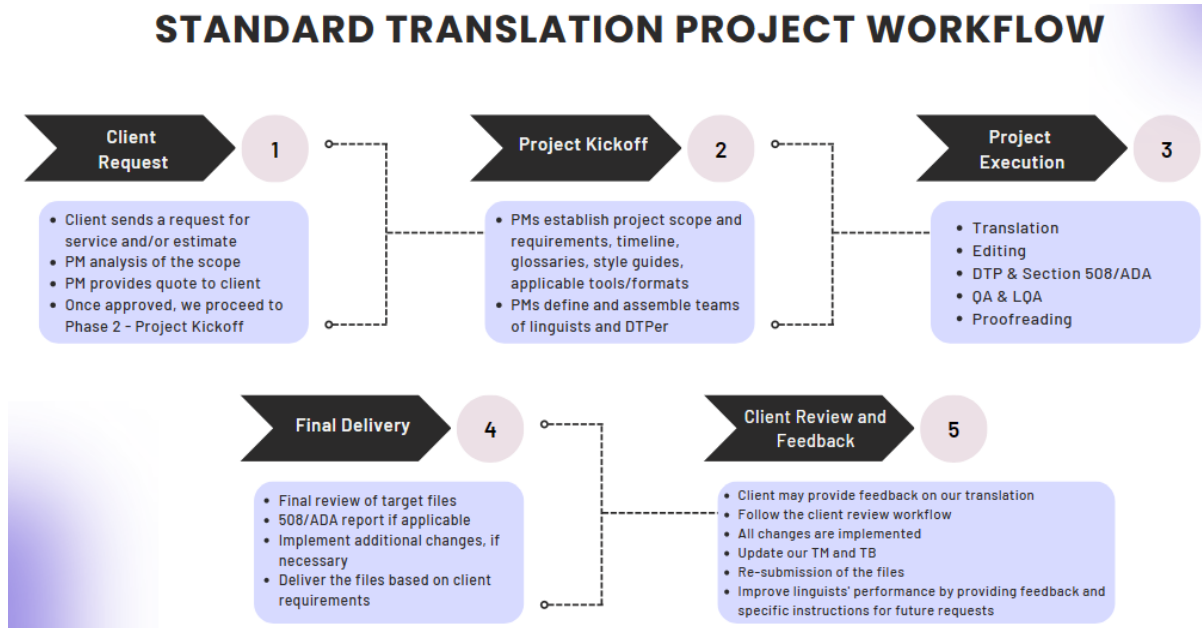 STANDARD TRANSLATION PROJECT WORKFLOW
Client
Request
1
• Client sends a request for
service and/or estimate
• PM analysis of the scope
• PM provides quote to client
• Once approved, we proceed to
Phase 2 - Project Kickoff
Project Kickoff
2
• PMs establish project scope and
requirements, timeline,
glossaries, style guides,
applicable tools/formats
• PMs define and assemble teams
of linguists and DTPer
Project
Execution
3
• Translation
• Editing
• DTP & Section 508/ADA
• QA & LQA
• Proofreading
Final Delivery
4
• Final review of target files
• 508/ADA report if applicable
• Implement additional changes, if
necessary
• Deliver the files based on client
requirements
Client Review and
Feedback
5
• Client may provide feedback on our translation
• Follow the client review workflow
• All changes are implemented
• Update our TM and TB
• Re-submission of the files
• Improve linguists' performance by providing feedback and
specific instructions for future requests